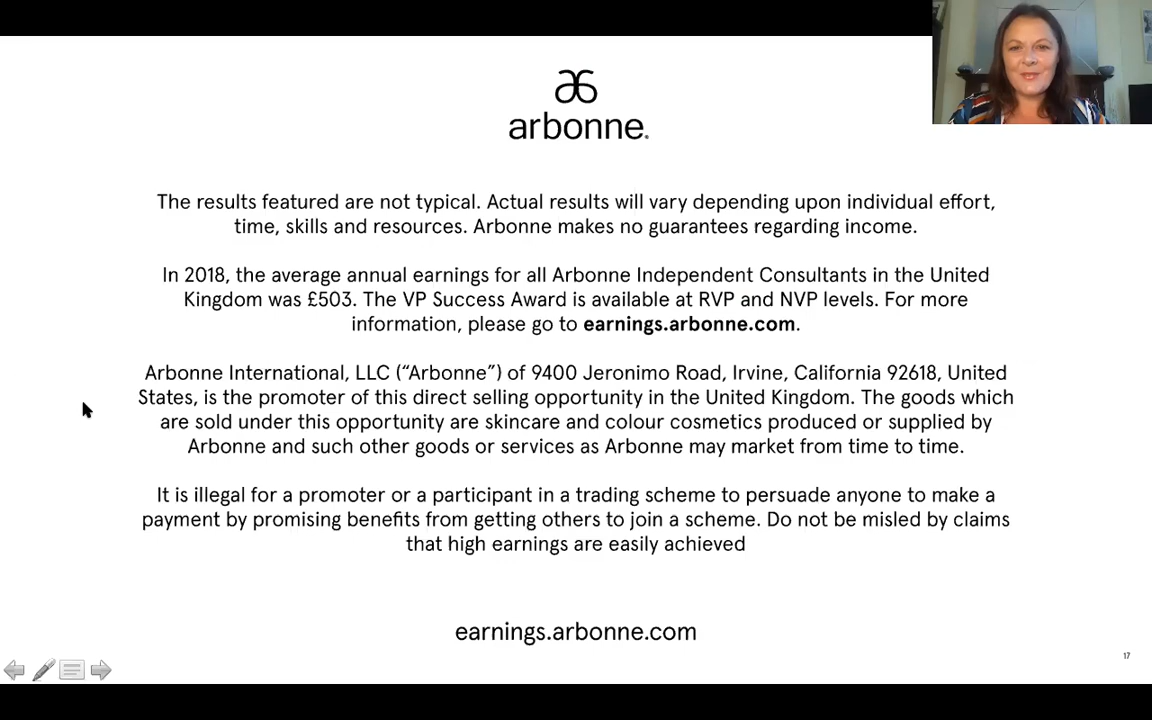 arbonne.
The results featured are not typical. Actual results will vary depending upon individual effort,
time, skills and resources. Arbonne makes no guarantees regarding income.
In 2018, the average annual earnings for all Arbonne Independent Consultants in the United
Kingdom was £503. The VP Success Award is available at RVP and NVP levels. For more
information, please go to earnings.arbonne.com.
Arbonne International, LLC (“Arbonne”) of 9400 Jeronimo Road, Irvine, California 92618, United
States, is the promoter of this direct selling opportunity in the United Kingdom. The goods which
are sold under this opportunity are skincare and colour cosmetics produced or supplied by
Arbonne and such other goods or services as Arbonne may market from time to time.
It is illegal for a promoter or a participant in a trading scheme to persuade anyone to make a
payment by promising benefits from getting others to join a scheme. Do not be misled by claims
that high earnings are easily achieved
earnings.arbonne.com
17